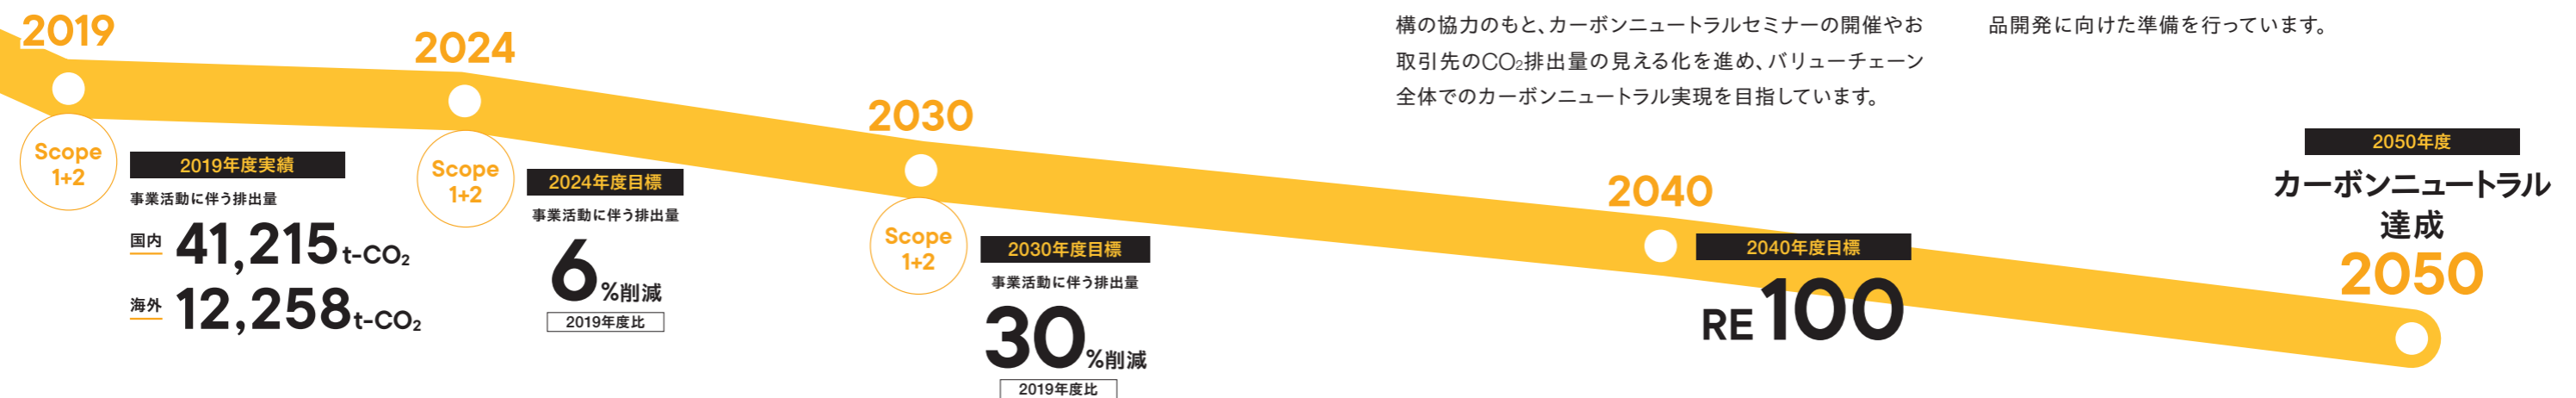 構の協力のもと、カーボンニュートラルセミナーの開催やお
取引先のCO₂排出量の見える化を進め、バリューチェーン
全体でのカーボンニュートラル実現を目指しています。
品開発に向けた準備を行っています。
2019
Scope
1+2
2019年度実績
事業活動に伴う排出量
国内 41,215 t-CO₂
海外 12,258 t-CO₂
2024
Scope
1+2
2024年度目標
事業活動に伴う排出量
6%削減
2019年度比
2030
Scope
1+2
2030年度目標
事業活動に伴う排出量
30%削減
2019年度比
2040
2040年度目標
RE100
2050年度
カーボンニュートラル
達成
2050